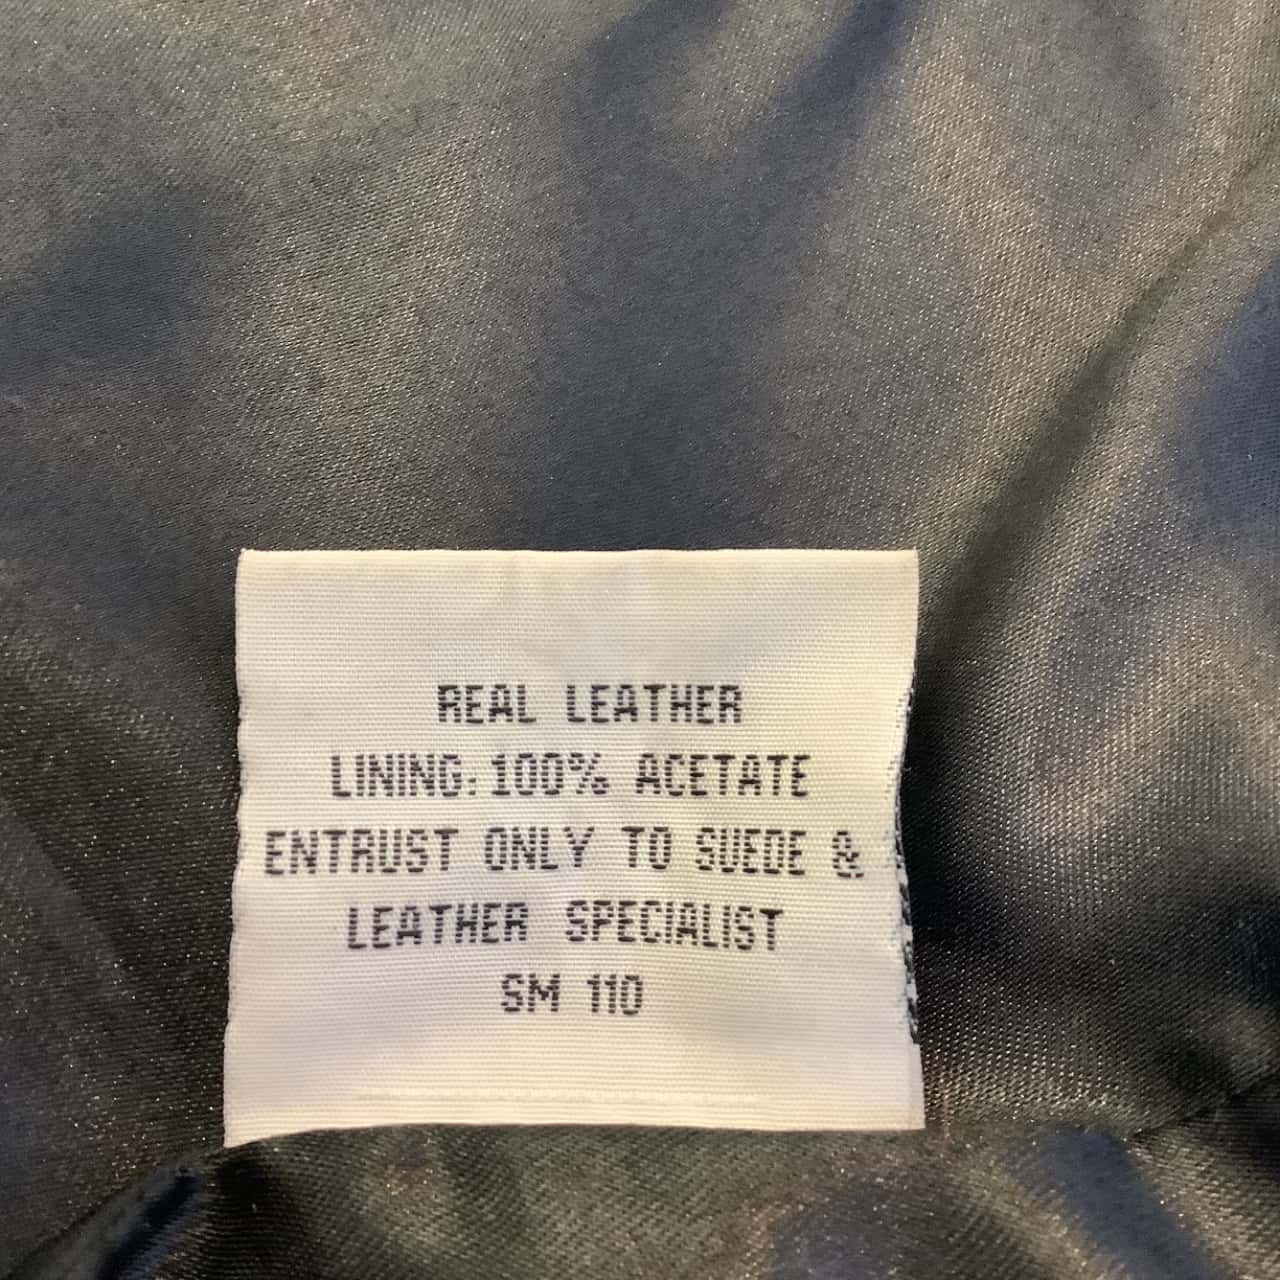 REAL LEATHER
LINING: 100% ACETATE
ENTRUST ONLY TO SUEDE &
LEATHER SPECIALIST
SM 110